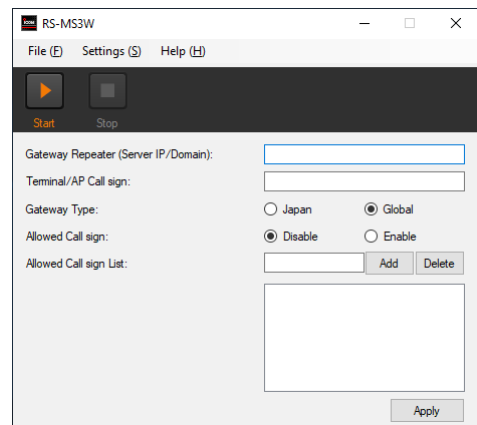 RS-MS3W
File (F) Settings (S) Help (H)
Start Stop
Gateway Repeater (Server IP/Domain):
Terminal/AP Call sign:
Gateway Type: Japan Global
Allowed Call sign: Disable Enable
Allowed Call sign List: Add Delete
Apply